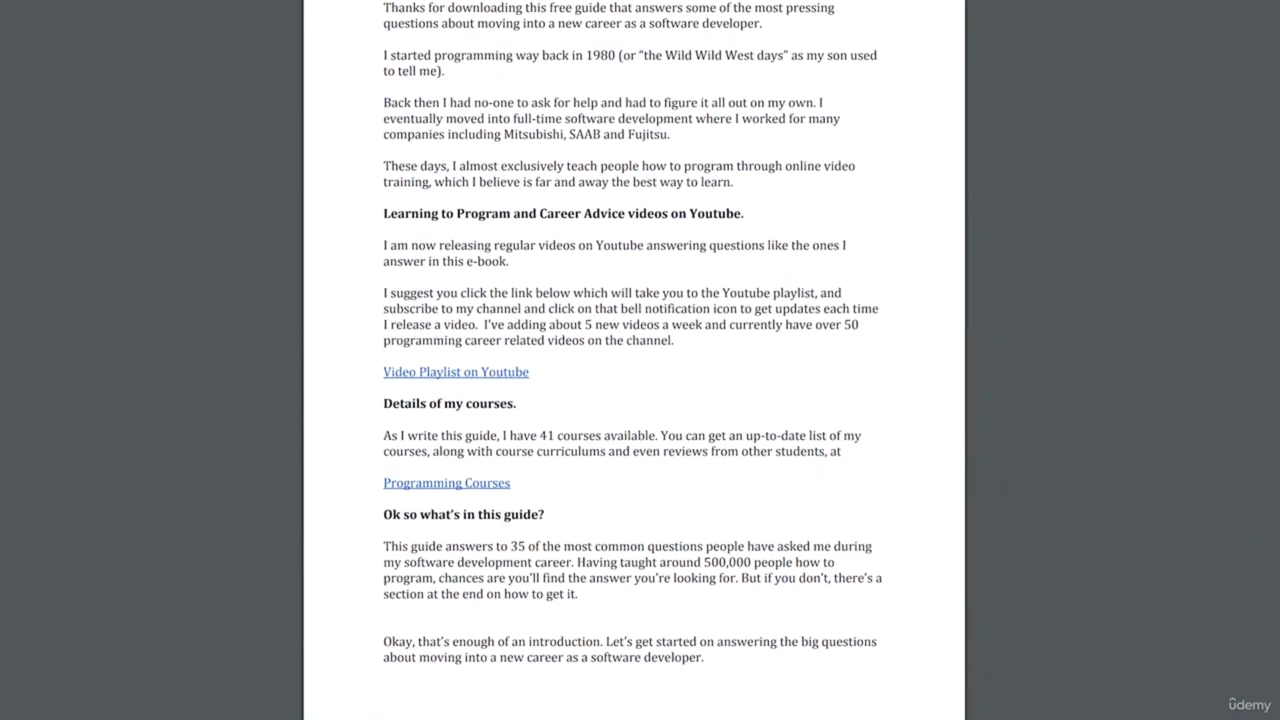 Thanks for downloading this free guide that answers some of the most pressing
questions about moving into a new career as a software developer.
I started programming way back in 1980 (or "the Wild Wild West days" as my son used
to tell me).
Back then I had no-one to ask for help and had to figure it all out on my own. I
eventually moved into full-time software development where I worked for many
companies including Mitsubishi, SAAB and Fujitsu.
These days, I almost exclusively teach people how to program through online video
training, which I believe is far and away the best way to learn.
Learning to Program and Career Advice videos on Youtube.
I am now releasing regular videos on Youtube answering questions like the ones I
answer in this e-book.
I suggest you click the link below which will take you to the Youtube playlist, and
subscribe to my channel and click on that bell notification icon to get updates each time
I release a video.  I've adding about 5 new videos a week and currently have over 50
programming career related videos on the channel.
Video Playlist on Youtube
Details of my courses.
As I write this guide, I have 41 courses available. You can get an up-to-date list of my
courses, along with course curriculums and even reviews from other students, at
Programming Courses
Ok so what's in this guide?
This guide answers to 35 of the most common questions people have asked me during
my software development career. Having taught around 500,000 people how to
program, chances are you'll find the answer you're looking for. But if you don't, there's a
section at the end on how to get it.
Okay, that's enough of an introduction. Let's get started on answering the big questions
about moving into a new career as a software developer.
ûdemy